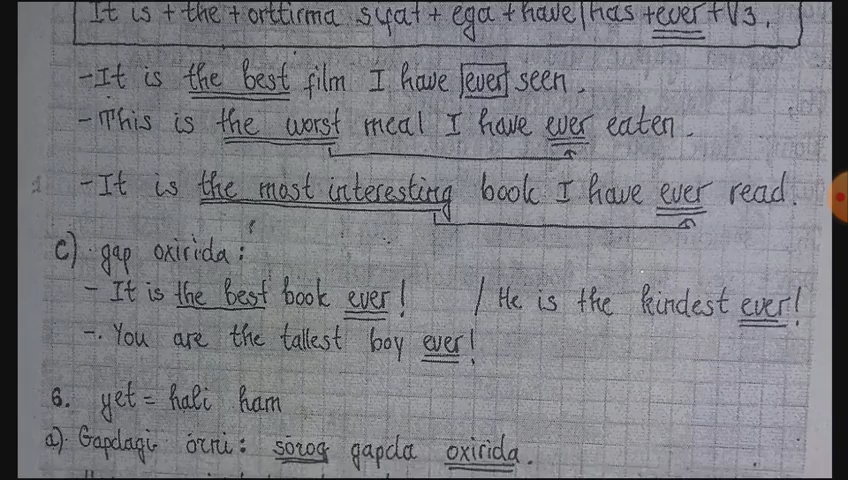 It is + the + orttirma sifat + ega + have/has + ever + V3.
- It is the best film I have ever seen.
- This is the worst meal I have ever eaten.
- It is the most interesting book I have ever read.
c) gap oxirida:
- It is the best book ever! / He is the kindest ever!
- You are the tallest boy ever!
6. yet = hali ham
a) Gapdagi órni: sóroq gapda oxirida.